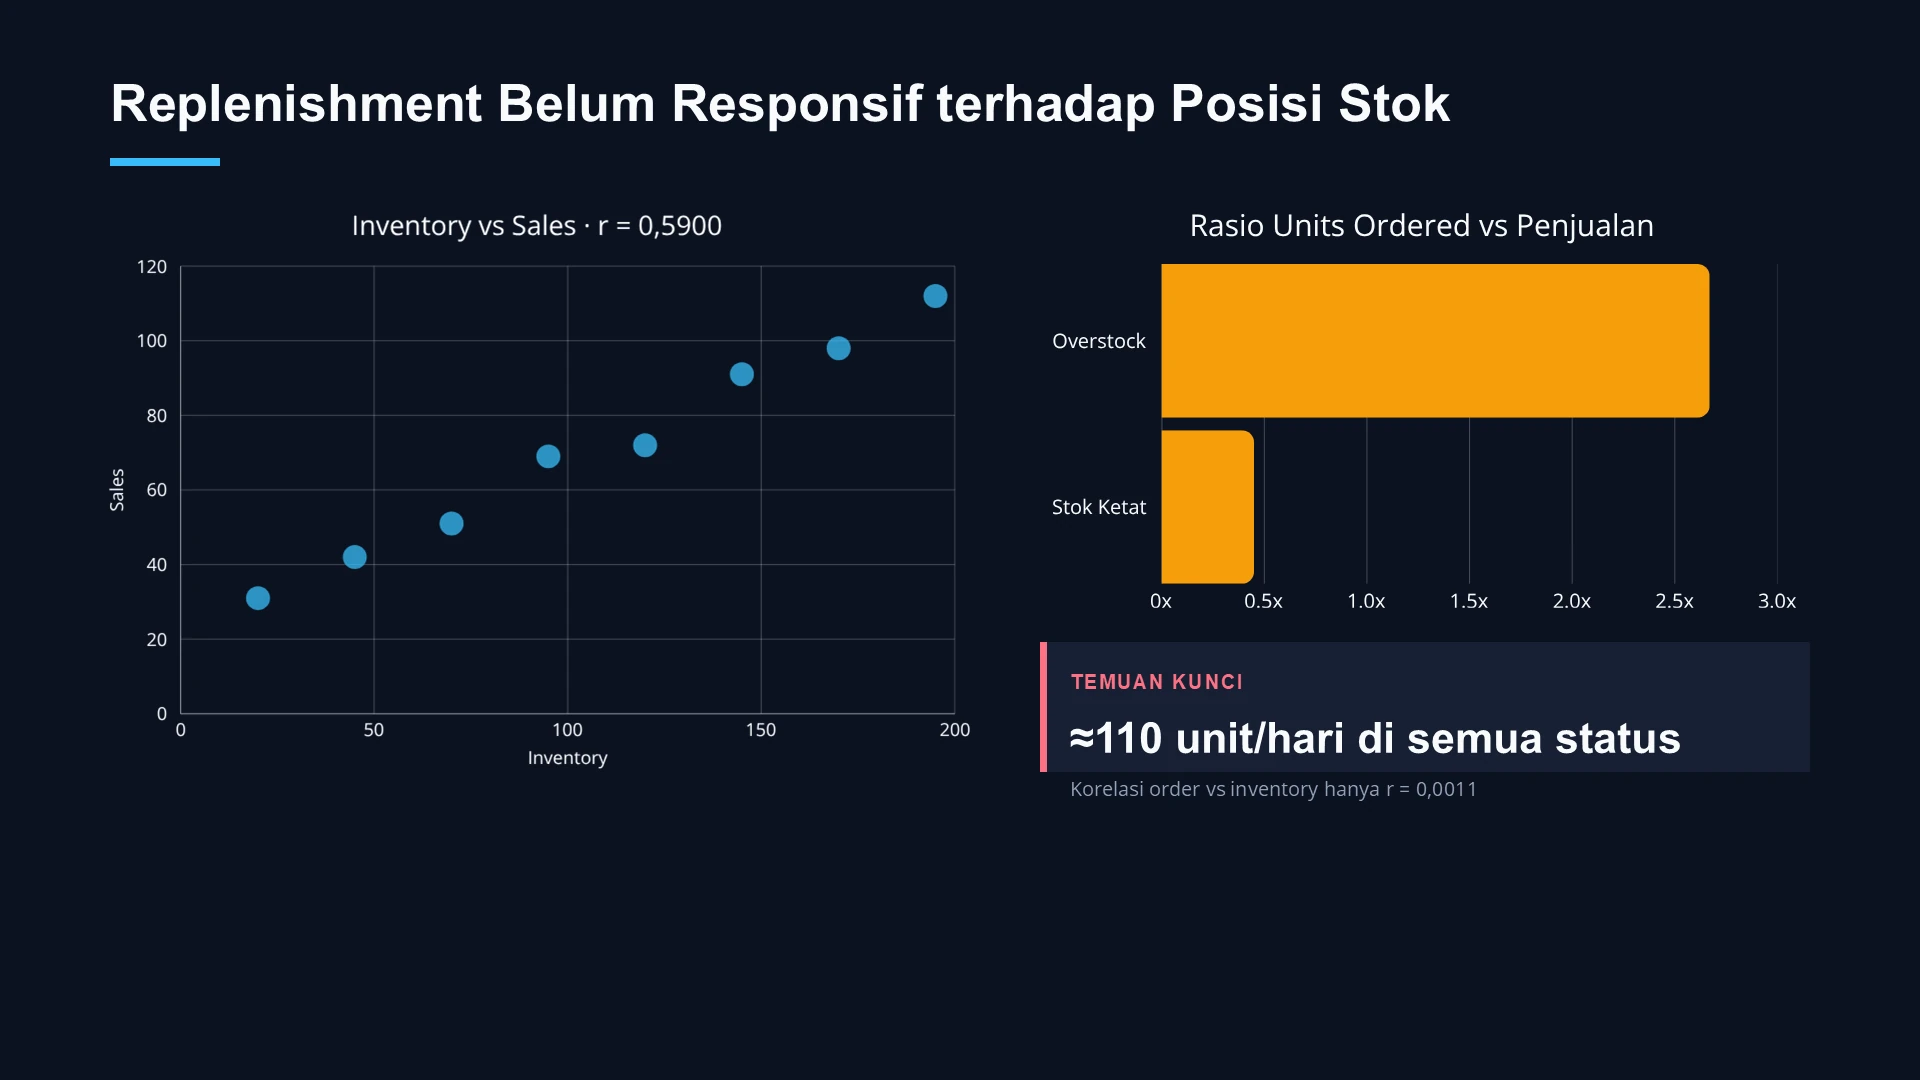 Replenishment Belum Responsif terhadap Posisi Stok
Inventory vs Sales · r = 0,5900
120
100
80
60
40
20
0
Sales
0
50
100
150
200
Inventory
Rasio Units Ordered vs Penjualan
Overstock
Stok Ketat
0x
0.5x
1.0x
1.5x
2.0x
2.5x
3.0x
TEMUAN KUNCI
≈110 unit/hari di semua status
Korelasi order vs inventory hanya r = 0,0011